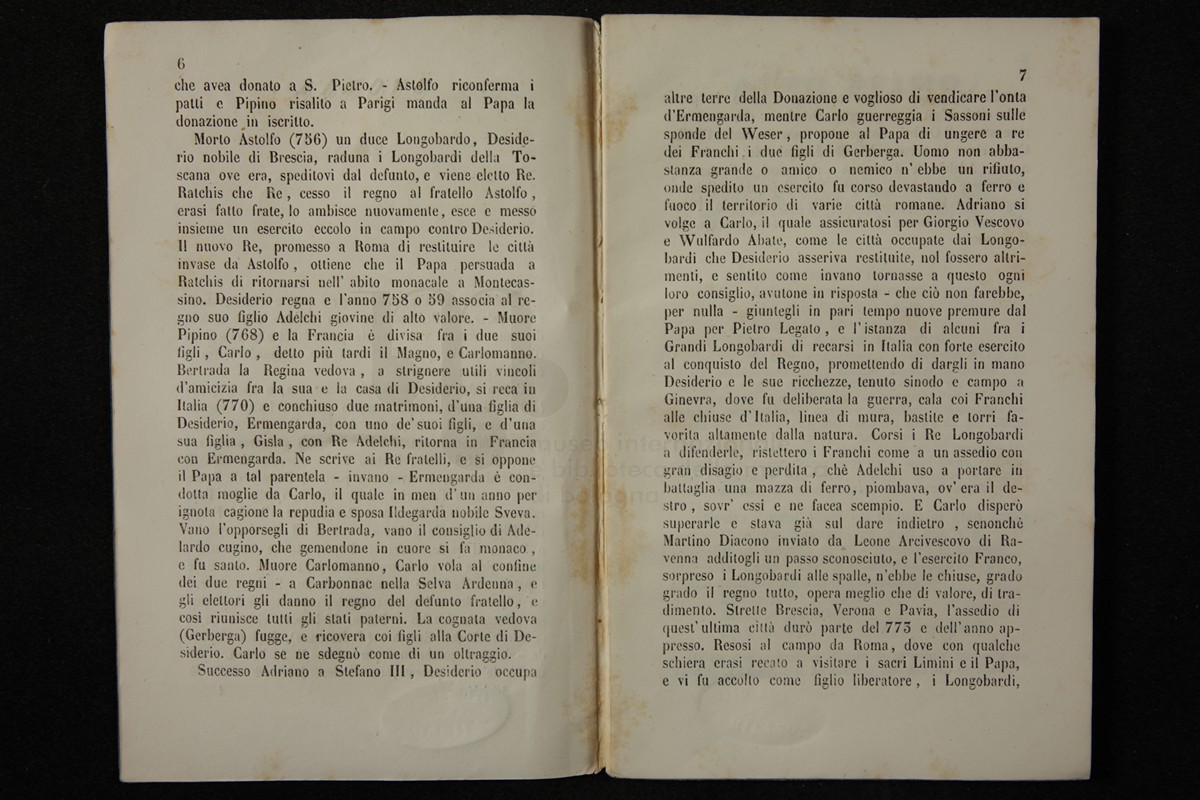 6
che avea donato a S. Pietro. - Astolfo riconferma i
patti e Pipino risalito a Parigi manda al Papa la
donazione in iscritto.
Morto Astolfo (756) un duce Longobardo, Deside-
rio nobile di Brescia, raduna i Longobardi della To-
scana ove era, speditovi dal defunto, e viene eletto Re.
Ratchis che Re, cesso il regno al fratello Astolfo,
erasi fatto frate, lo ambisce nuovamente, esce e messo
insieme un esercito eccolo in campo contro Desiderio.
Il nuovo Re, promesso a Roma di restituire le città
invase da Astolfo, ottiene che il Papa persuada a
Ratchis di ritornarsi nell' abito monacale a Montecas-
sino. Desiderio regna e l'anno 758 o 59 associa al re-
gno suo figlio Adelchi giovine di alto valore. - Muore
Pipino (768) e la Francia è divisa fra i due suoi
figli, Carlo, detto più tardi il Magno, e Carlomanno.
Bertrada la Regina vedova, a strignere utili vincoli
d'amicizia fra la sua e la casa di Desiderio, si reca in
Italia (770) e conchiuso due matrimoni, d'una figlia di
Desiderio, Ermengarda, con uno de' suoi figli, e d'una
sua figlia, Gisla, con Re Adelchi, ritorna in Francia
con Ermengarda. Ne scrive ai Re fratelli, e si oppone
il Papa a tal parentela - invano - Ermengarda è con-
dotta moglie da Carlo, il quale in men d'un anno per
ignota cagione la repudia e sposa Ildegarda nobile Sveva.
Vano l'opporsegli di Bertrada, vano il consiglio di Ade-
lardo cugino, che gemendone in cuore si fa monaco,
e fu santo. Muore Carlomanno, Carlo vola al confine
dei due regni - a Carbonnac nella Selva Ardenna, e
gli elettori gli danno il regno del defunto fratello, e
così riunisce tutti gli stati paterni. La cognata vedova
(Gerberga) fugge, e ricovera coi figli alla Corte di De-
siderio. Carlo se ne sdegnò come di un oltraggio.
Successo Adriano a Stefano III, Desiderio occupa
7
altre terre della Donazione e voglioso di vendicare l'onta
d'Ermengarda, mentre Carlo guerreggia i Sassoni sulle
sponde del Weser, propone al Papa di ungere a re
dei Franchi i due figli di Gerberga. Uomo non abba-
stanza grande o amico o nemico n' ebbe un rifiuto,
onde spedito un esercito fu corso devastando a ferro e
fuoco il territorio di varie città romane. Adriano si
volge a Carlo, il quale assicuratosi per Giorgio Vescovo
e Wulfardo Abate, come le città occupate dai Longo-
bardi che Desiderio asseriva restituite, nol fossero altri-
menti, e sentito come invano tornasse a questo ogni
loro consiglio, avutone in risposta - che ciò non farebbe,
per nulla - giuntegli in pari tempo nuove premure dal
Papa per Pietro Legato, e l'istanza di alcuni fra i
Grandi Longobardi di recarsi in Italia con forte esercito
al conquisto del Regno, promettendo di dargli in mano
Desiderio e le sue ricchezze, tenuto sinodo e campo a
Ginevra, dove fu deliberata la guerra, cala coi Franchi
alle chiuse d'Italia, linea di mura, bastite e torri fa-
vorita altamente dalla natura. Corsi i Re Longobardi
a difenderle, ristettero i Franchi come a un assedio con
gran disagio e perdita, chè Adelchi uso a portare in
battaglia una mazza di ferro, piombava, ov' era il de-
stro, sovr' essi e ne facea scempio. E Carlo disperò
superarle e stava già sul dare indietro, senonchè
Martino Diacono inviato da Leone Arcivescovo di Ra-
venna additogli un passo sconosciuto, e l'esercito Franco,
sorpreso i Longobardi alle spalle, n'ebbe le chiuse, grado
grado il regno tutto, opera meglio che di valore, di tra-
dimento. Strette Brescia, Verona e Pavia, l'assedio di
quest' ultima città durò parte del 773 e dell'anno ap-
presso. Resosi al campo da Roma, dove con qualche
schiera erasi recato a visitare i sacri Limini e il Papa,
e vi fu accolto come figlio liberatore, i Longobardi,